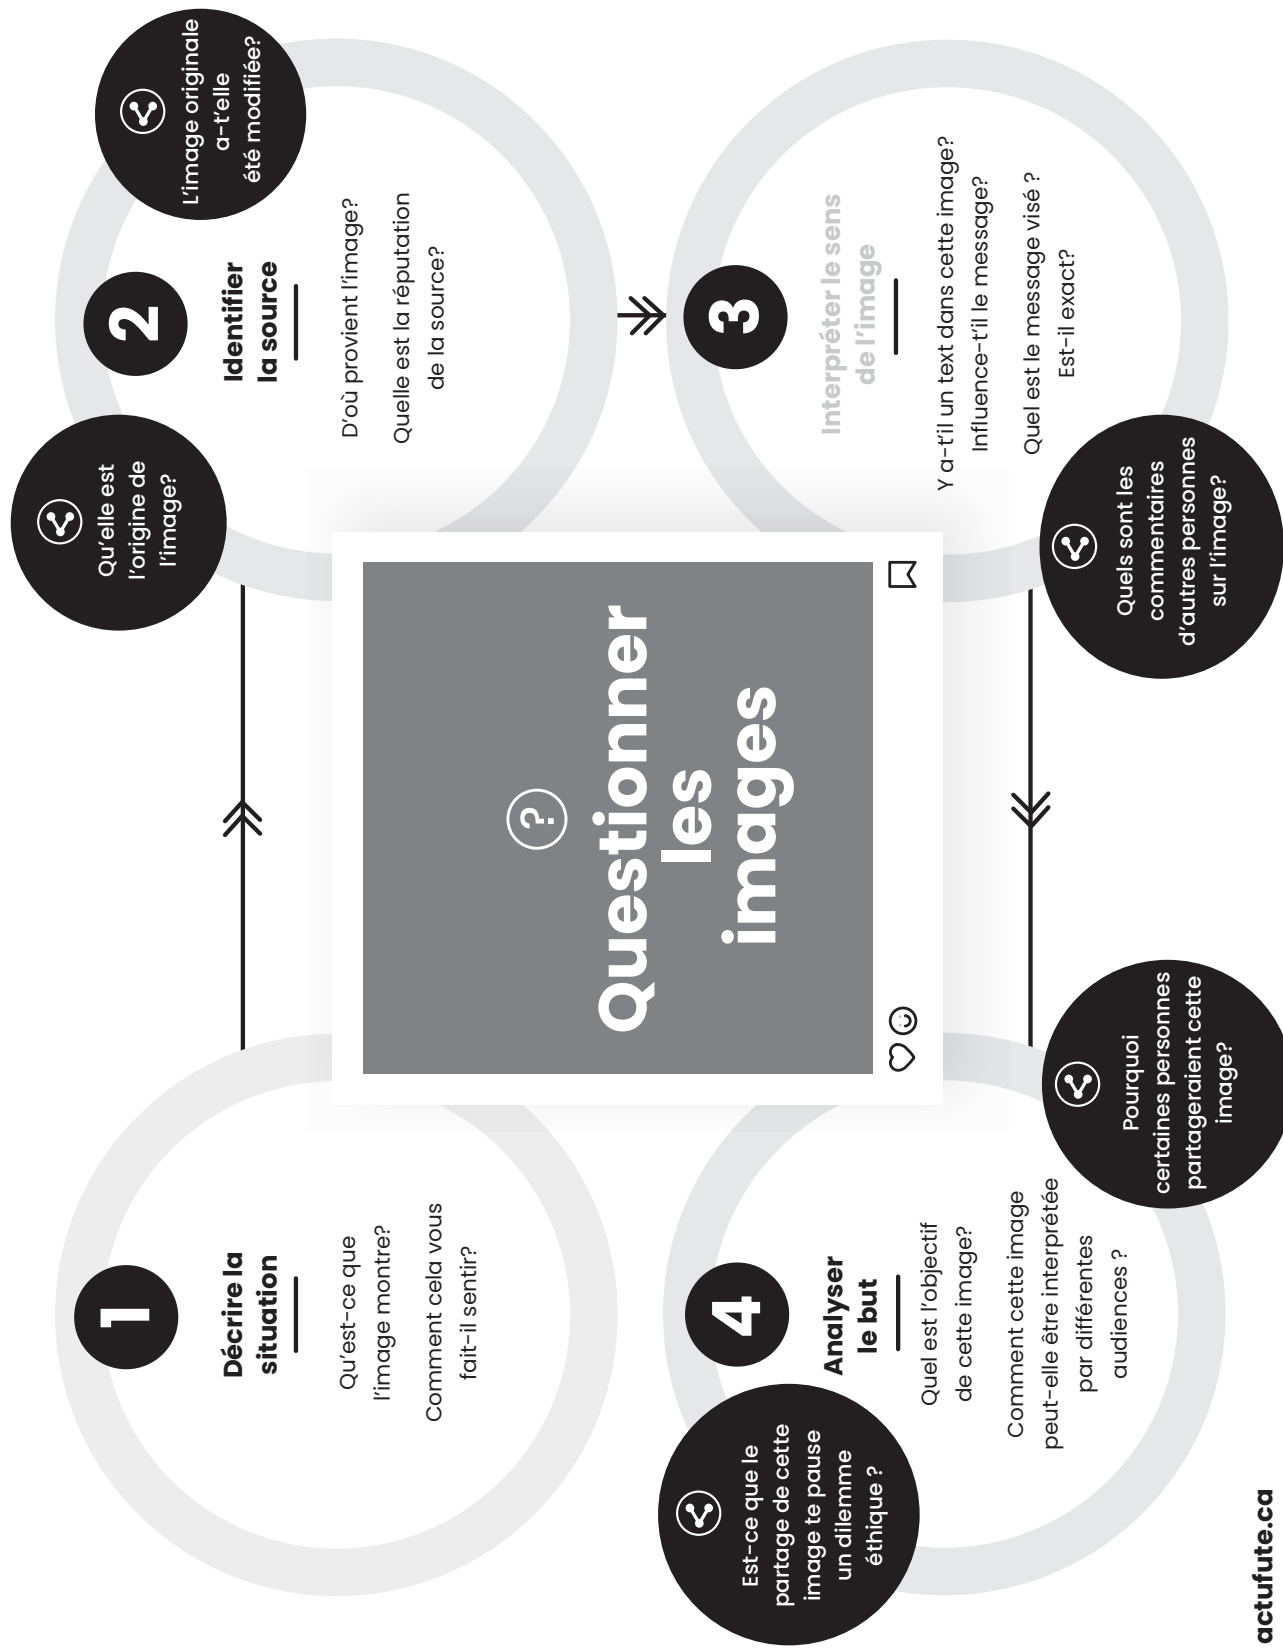 Questionner
les
images
?
1
Décrire la
situation
Qu'est-ce que
l'image montre?
Comment cela vous
fait-il sentir?
2
Identifier
la source
D'où provient l'image?
Quelle est la réputation
de la source?
Qu'elle est
l'origine de
l'image?
L'image originale
a-t'elle
été modifiée?
3
Interpréter le sens
de l'image
Y a-t'il un text dans cette image?
Influence-t'il le message?
Quel est le message visé ?
Est-il exact?
Quels sont les
commentaires
d'autres personnes
sur l'image?
4
Analyser
le but
Quel est l'objectif
de cette image?
Comment cette image
peut-elle être interprétée
par différentes
audiences ?
Pourquoi
certaines personnes
partageraient cette
image?
Est-ce que le
partage de cette
image te pause
un dilemme
éthique ?
actufute.ca